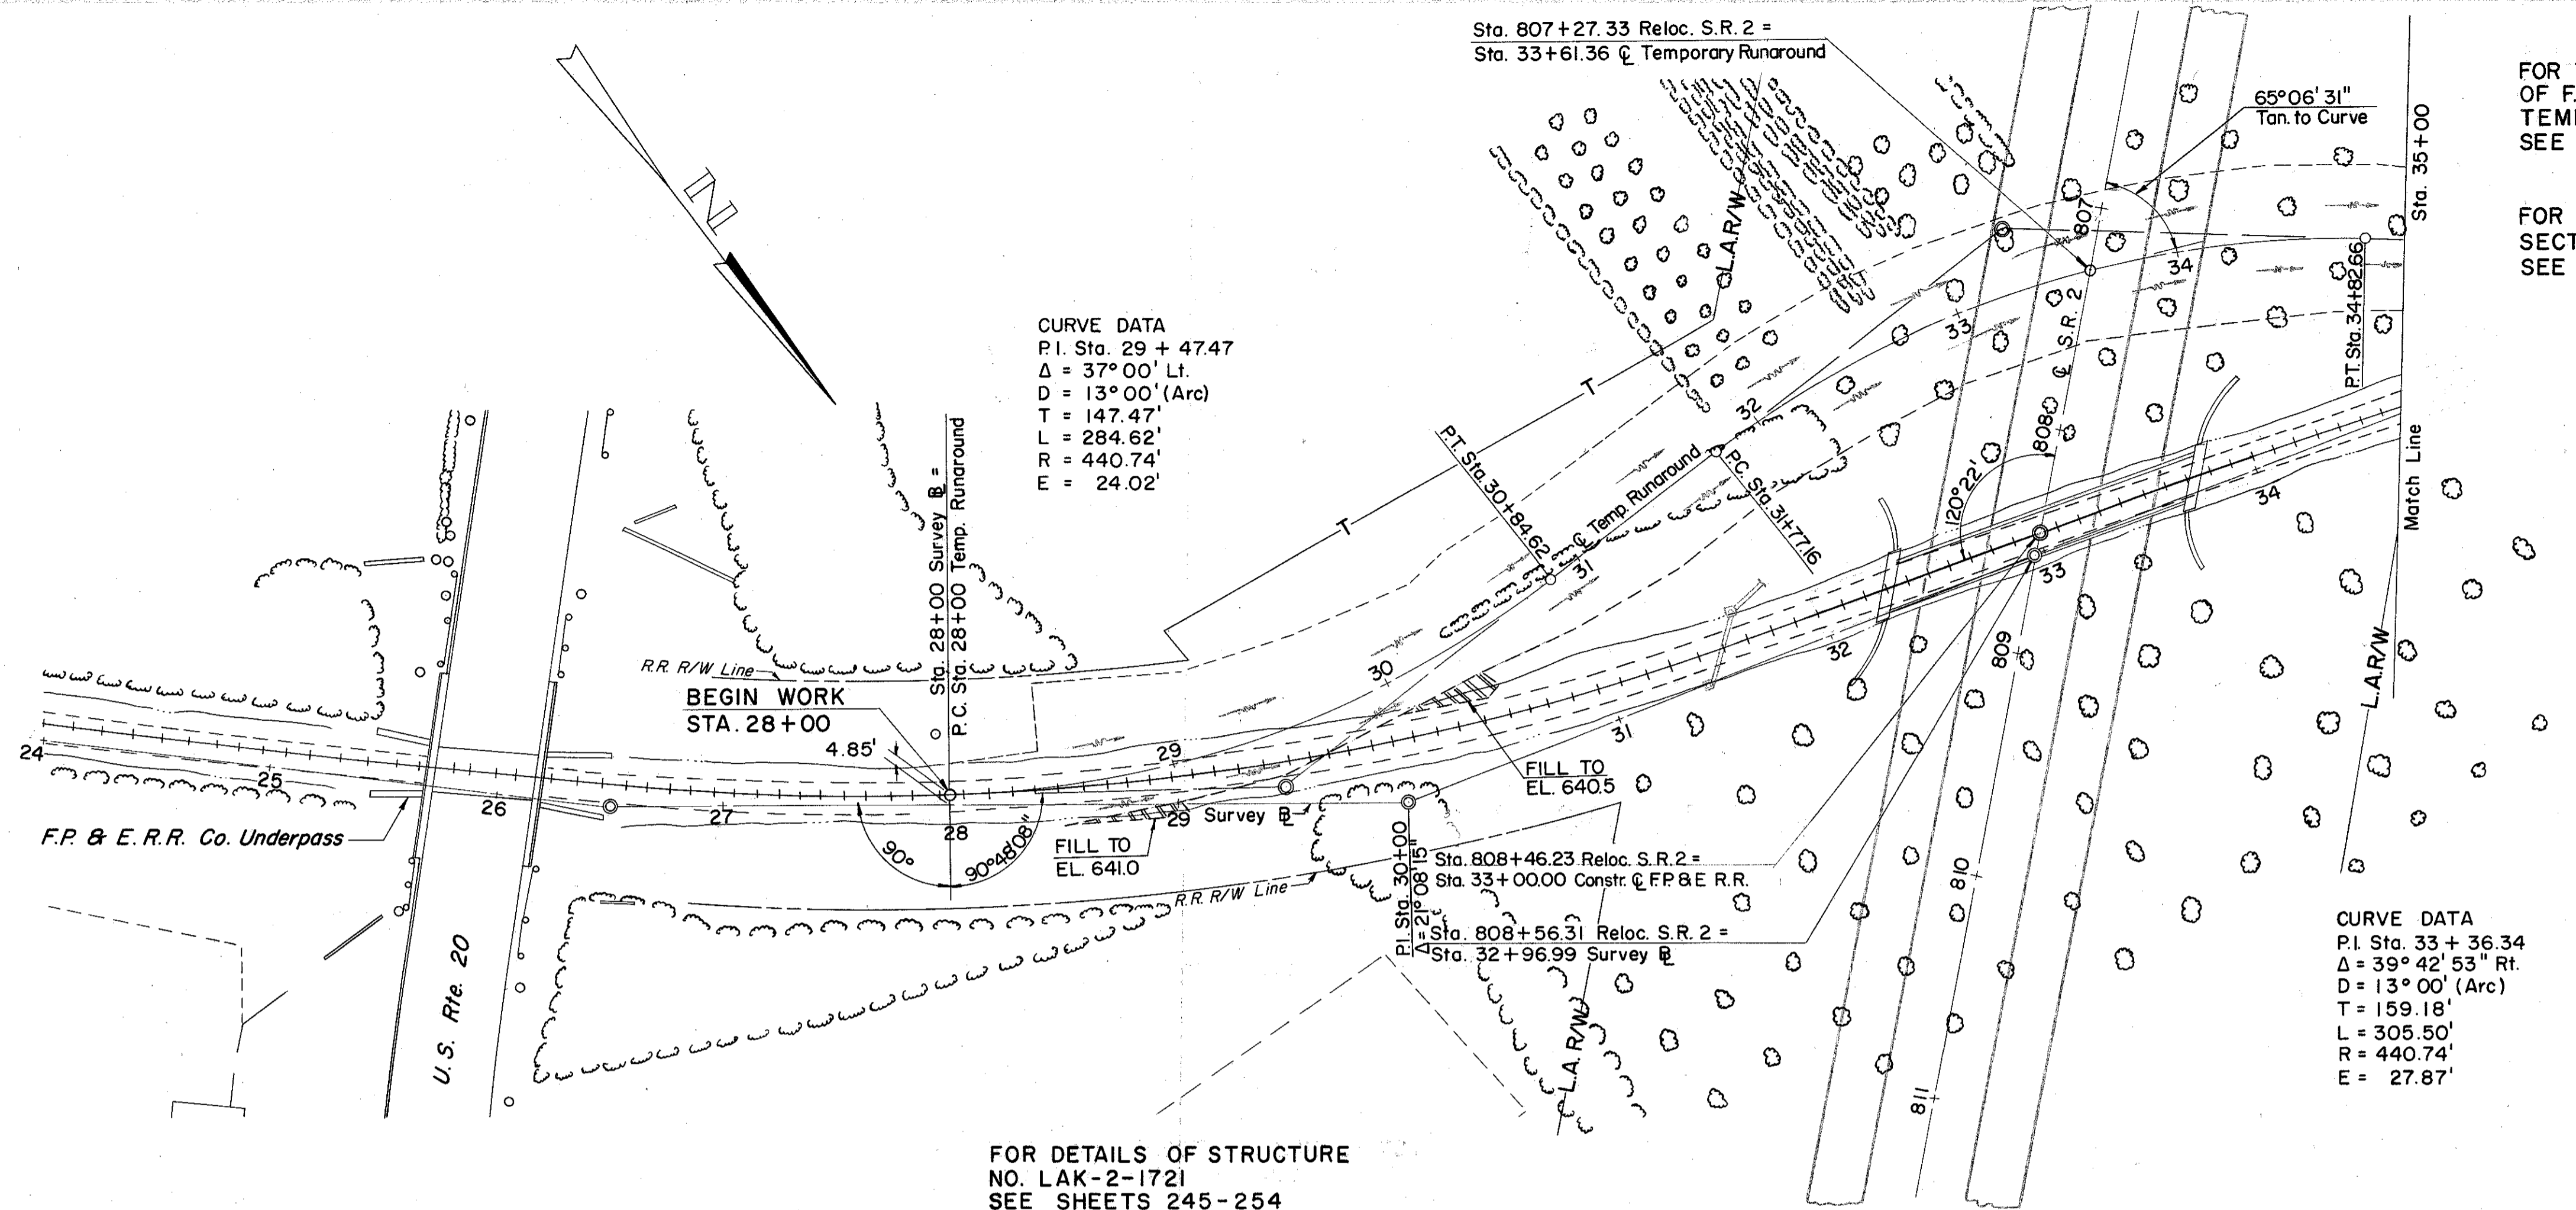 Sta. 807+27.33 Reloc. S.R. 2 =
Sta. 33+61.36 ℄ Temporary Runaround
FOR
OF F.
TEM
SEE
65°06'31"
Tan. to Curve
Sta. 35+00
FOR
SECT
SEE
N
L.A.R/W
807
34
33
℄ S.R. 2
P.T. Sta. 34+82.66
CURVE DATA
P.I. Sta. 29 + 47.47
Δ = 37°00' Lt.
D = 13°00' (Arc)
T = 147.47'
L = 284.62'
R = 440.74'
E = 24.02'
T
T
32
808
Match Line
P.T. Sta. 30+84.62
℄ Temp. Runaround
P.C. Sta. 31+77.16
120°22'
34
31
33
Sta. 28+00 Survey B̲L =
P.C. Sta. 28+00 Temp. Runaround
R.R. R/W Line
BEGIN WORK
STA. 28+00
4.85'
30
32
809
L.A.R/W
24
25
26
27
28
29
29
31
Survey BL
FILL TO
EL. 640.5
F.P. & E.R.R. Co. Underpass
90°
90°48'08"
FILL TO
EL. 641.0
R.R. R/W Line
P.I. Sta. 30+00
Δ = 21°08'15"
Sta. 808+46.23 Reloc. S.R. 2 =
Sta. 33+00.00 Constr. ℄ F.P. & E R.R.
Sta. 808+56.31 Reloc. S.R. 2 =
Sta. 32+96.99 Survey BL
810
U.S. Rte. 20
L.A. R/W
811
CURVE DATA
P.I. Sta. 33 + 36.34
Δ = 39° 42' 53" Rt.
D = 13° 00' (Arc)
T = 159.18'
L = 305.50'
R = 440.74'
E = 27.87'
FOR DETAILS OF STRUCTURE
NO. LAK-2-1721
SEE SHEETS 245-254